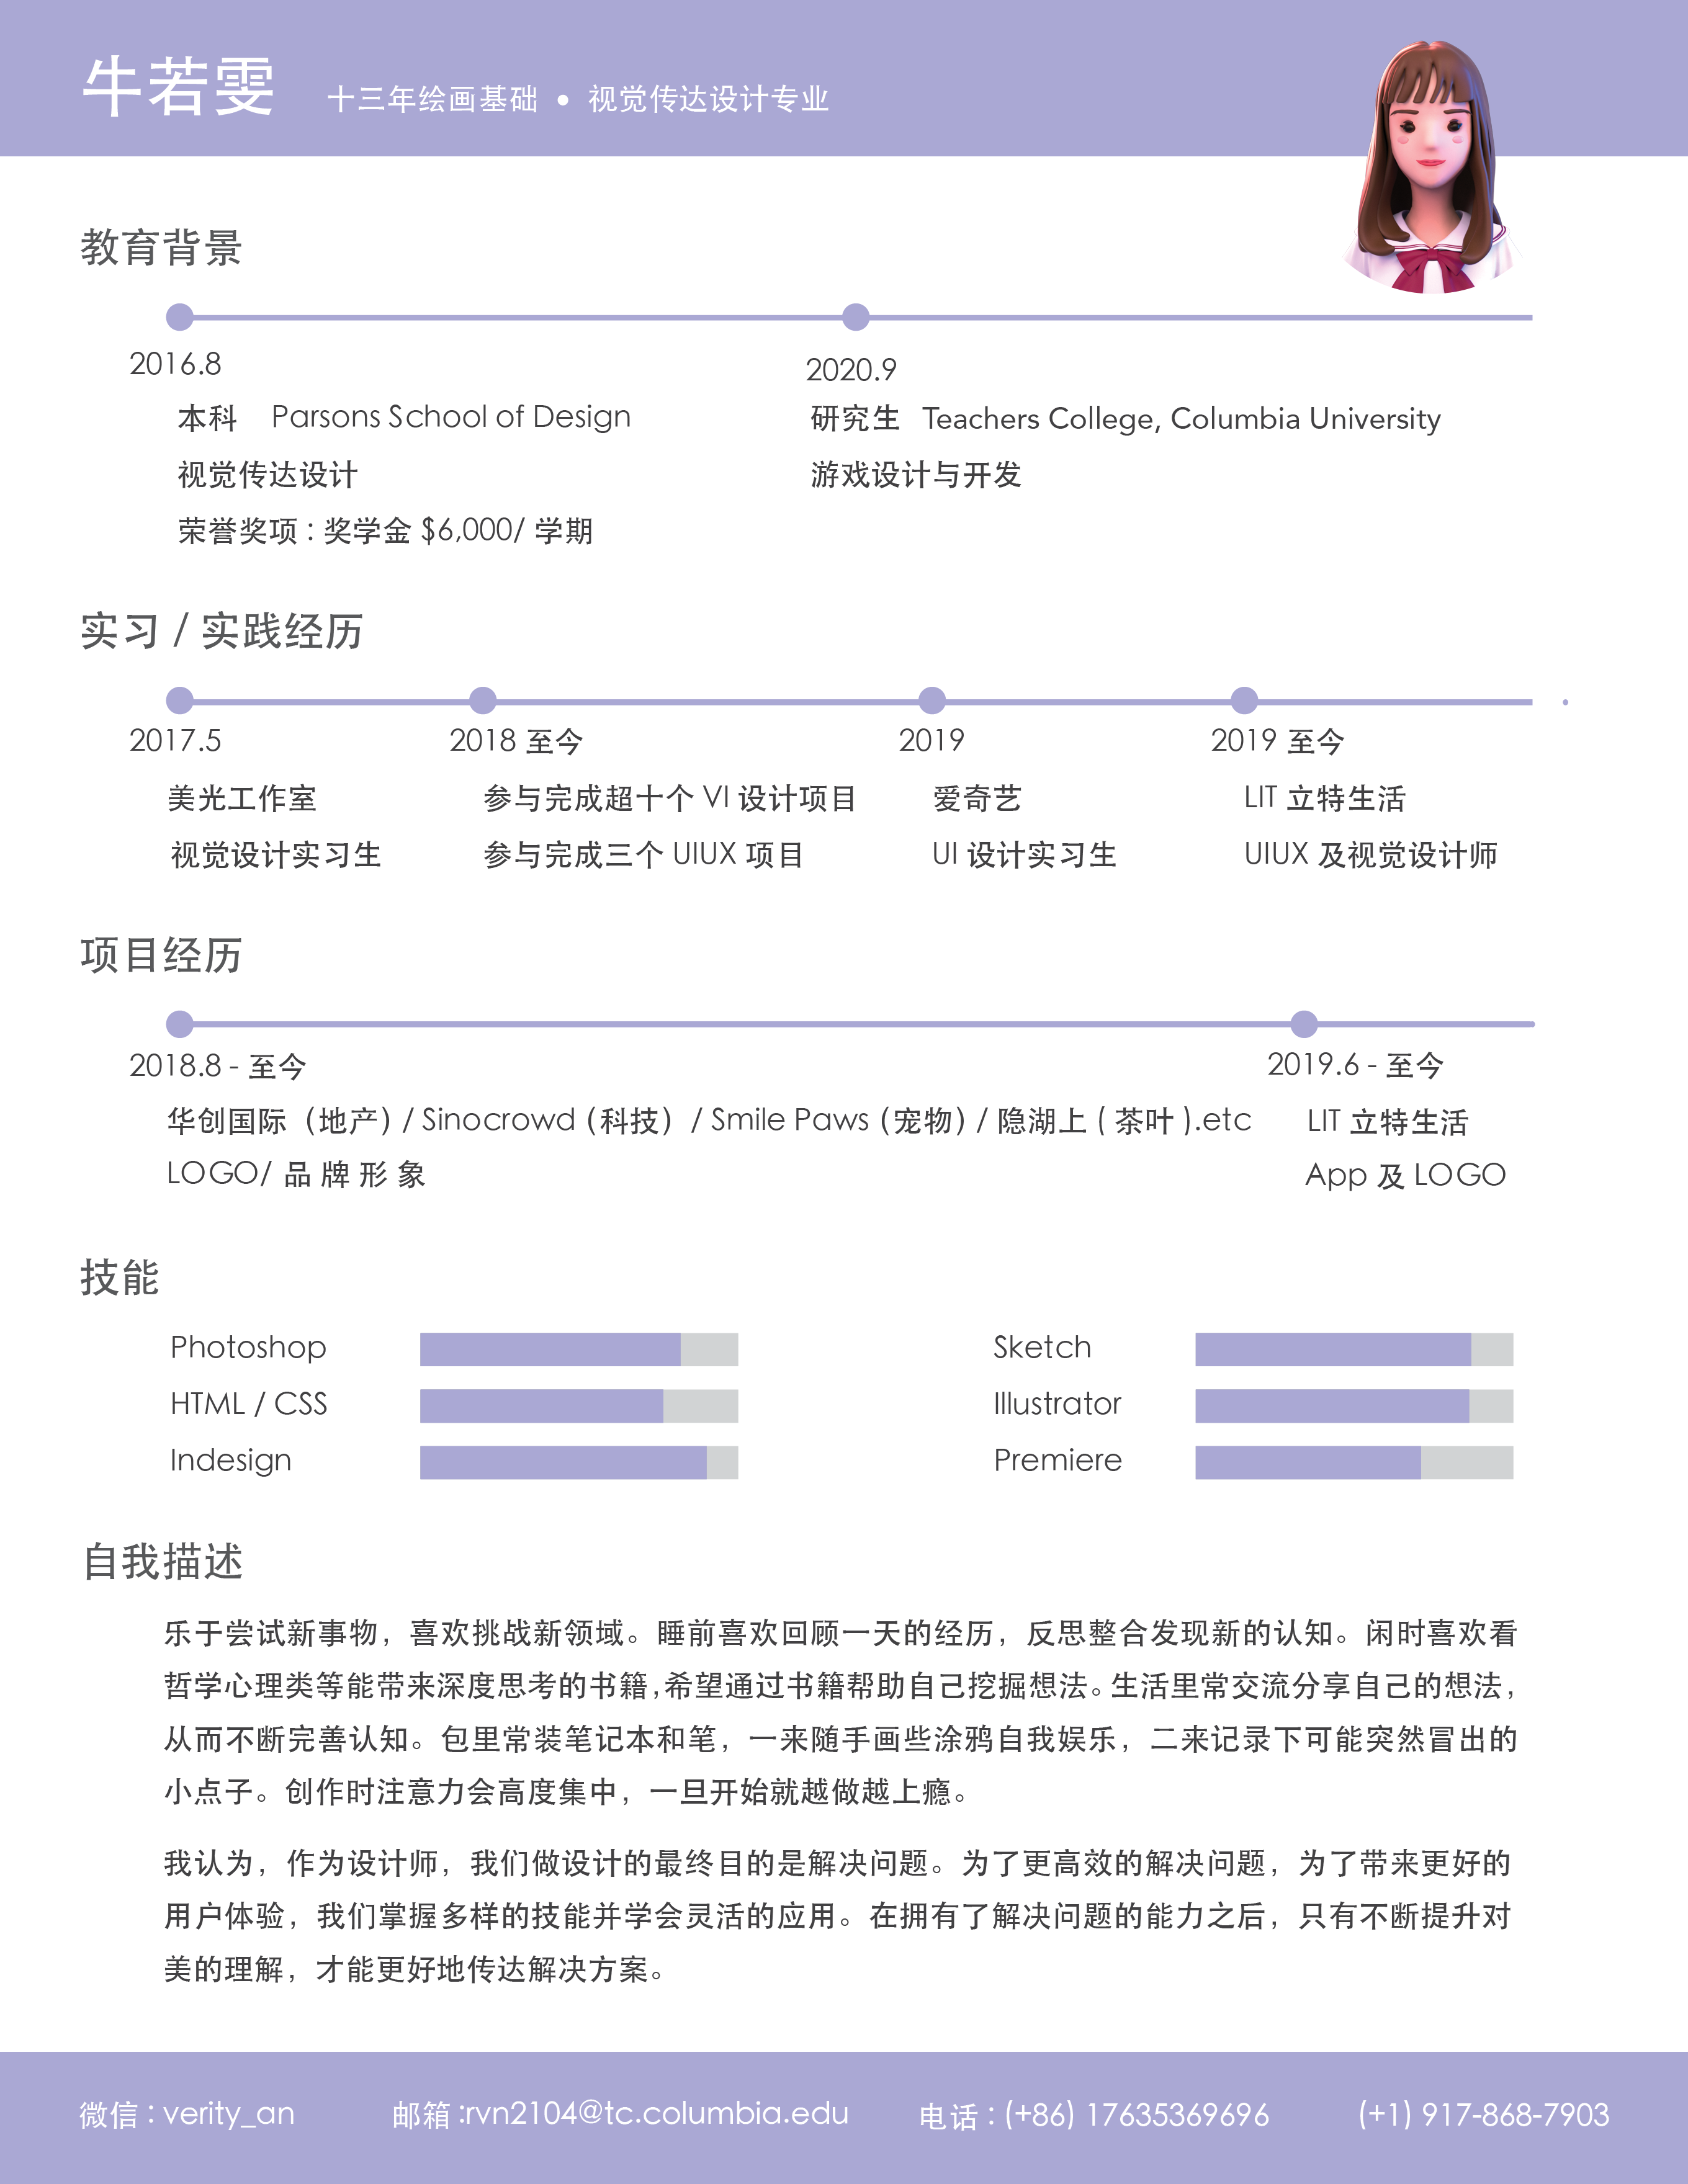 牛若雯
十三年绘画基础 • 视觉传达设计专业
教育背景
2016.8
本科 Parsons School of Design
视觉传达设计
荣誉奖项：奖学金 $6,000/ 学期
2020.9
研究生 Teachers College, Columbia University
游戏设计与开发
实习 / 实践经历
2017.5
美光工作室
视觉设计实习生
2018 至今
参与完成超十个 VI 设计项目
参与完成三个 UIUX 项目
2019
爱奇艺
UI 设计实习生
2019 至今
LIT 立特生活
UIUX 及视觉设计师
项目经历
2018.8 - 至今
华创国际（地产）/ Sinocrowd（科技）/ Smile Paws（宠物）/ 隐湖上 ( 茶叶 ).etc
LOGO/ 品 牌 形 象
2019.6 - 至今
LIT 立特生活
App 及 LOGO
技能
Photoshop
HTML / CSS
Indesign
Sketch
Illustrator
Premiere
自我描述
乐于尝试新事物，喜欢挑战新领域。睡前喜欢回顾一天的经历，反思整合发现新的认知。闲时喜欢看
哲学心理类等能带来深度思考的书籍，希望通过书籍帮助自己挖掘想法。生活里常交流分享自己的想法，
从而不断完善认知。包里常装笔记本和笔，一来随手画些涂鸦自我娱乐，二来记录下可能突然冒出的
小点子。创作时注意力会高度集中，一旦开始就越做越上瘾。
我认为，作为设计师，我们做设计的最终目的是解决问题。为了更高效的解决问题，为了带来更好的
用户体验，我们掌握多样的技能并学会灵活的应用。在拥有了解决问题的能力之后，只有不断提升对
美的理解，才能更好地传达解决方案。
微信：verity_an
邮箱：rvn2104@tc.columbia.edu
电话：(+86) 17635369696
(+1) 917-868-7903